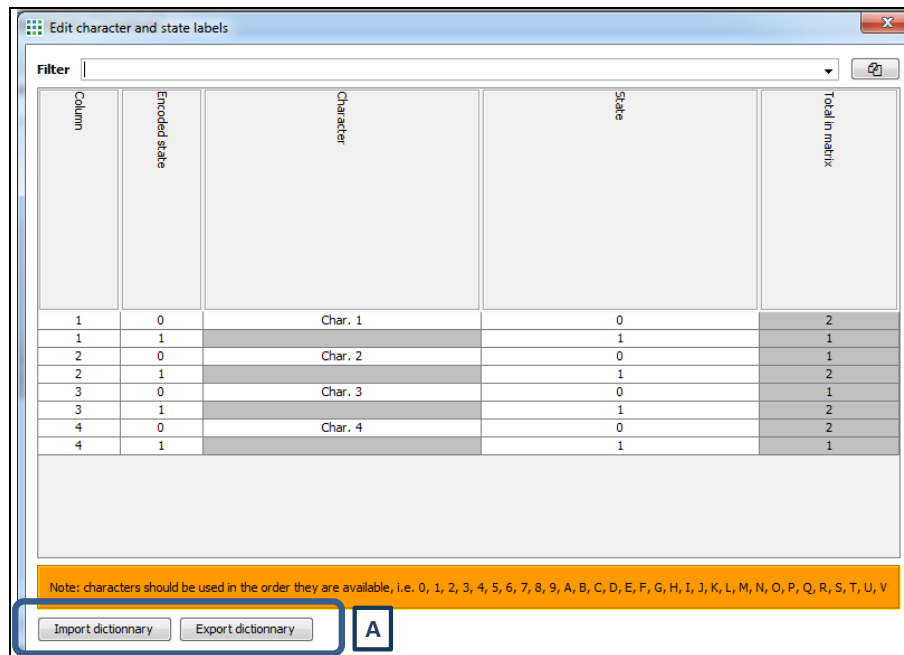 Edit character and state labels
x
Filter
Column Encoded state Character State Total in matrix
1 0 Char. 1 0 2
1 1 1 1
2 0 Char. 2 0 1
2 1 1 2
3 0 Char. 3 0 1
3 1 1 2
4 0 Char. 4 0 2
4 1 1 1
Note: characters should be used in the order they are available, i.e. 0, 1, 2, 3, 4, 5, 6, 7, 8, 9, A, B, C, D, E, F, G, H, I, J, K, L, M, N, O, P, Q, R, S, T, U, V
Import dictionnary Export dictionnary A